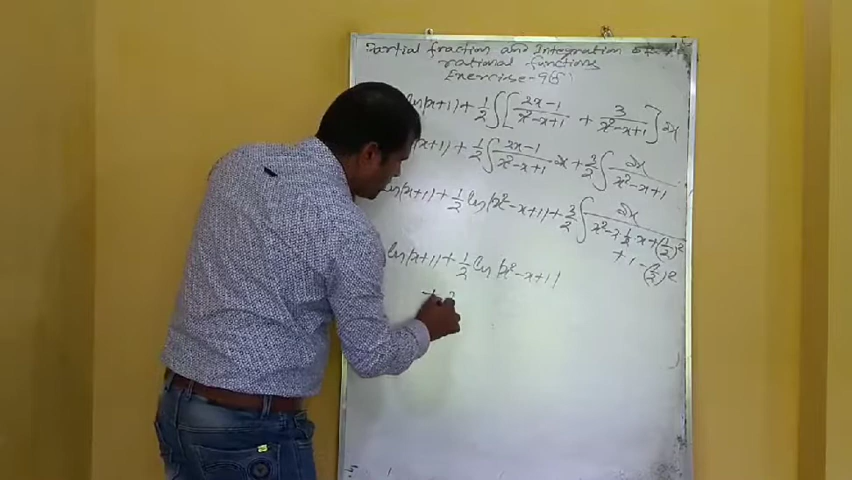 Partial fraction and Integration of
rational functions
Exercise-9(F)
ln|x+1| + 1/2 ∫[ (2x-1)/(x²-x+1) + 3/(x²-x+1) ] dx
|x+1| + 1/2 ∫ (2x-1)/(x²-x+1) dx + 3/2 ∫ dx/(x²-x+1)
ln|x+1| + 1/2 ln|x²-x+1| + 3/2 ∫ dx/(x²-2·1/2·x+(1/2)²
+1-(1/2)²
ln|x+1| + 1/2 ln|x²-x+1|
+ 3